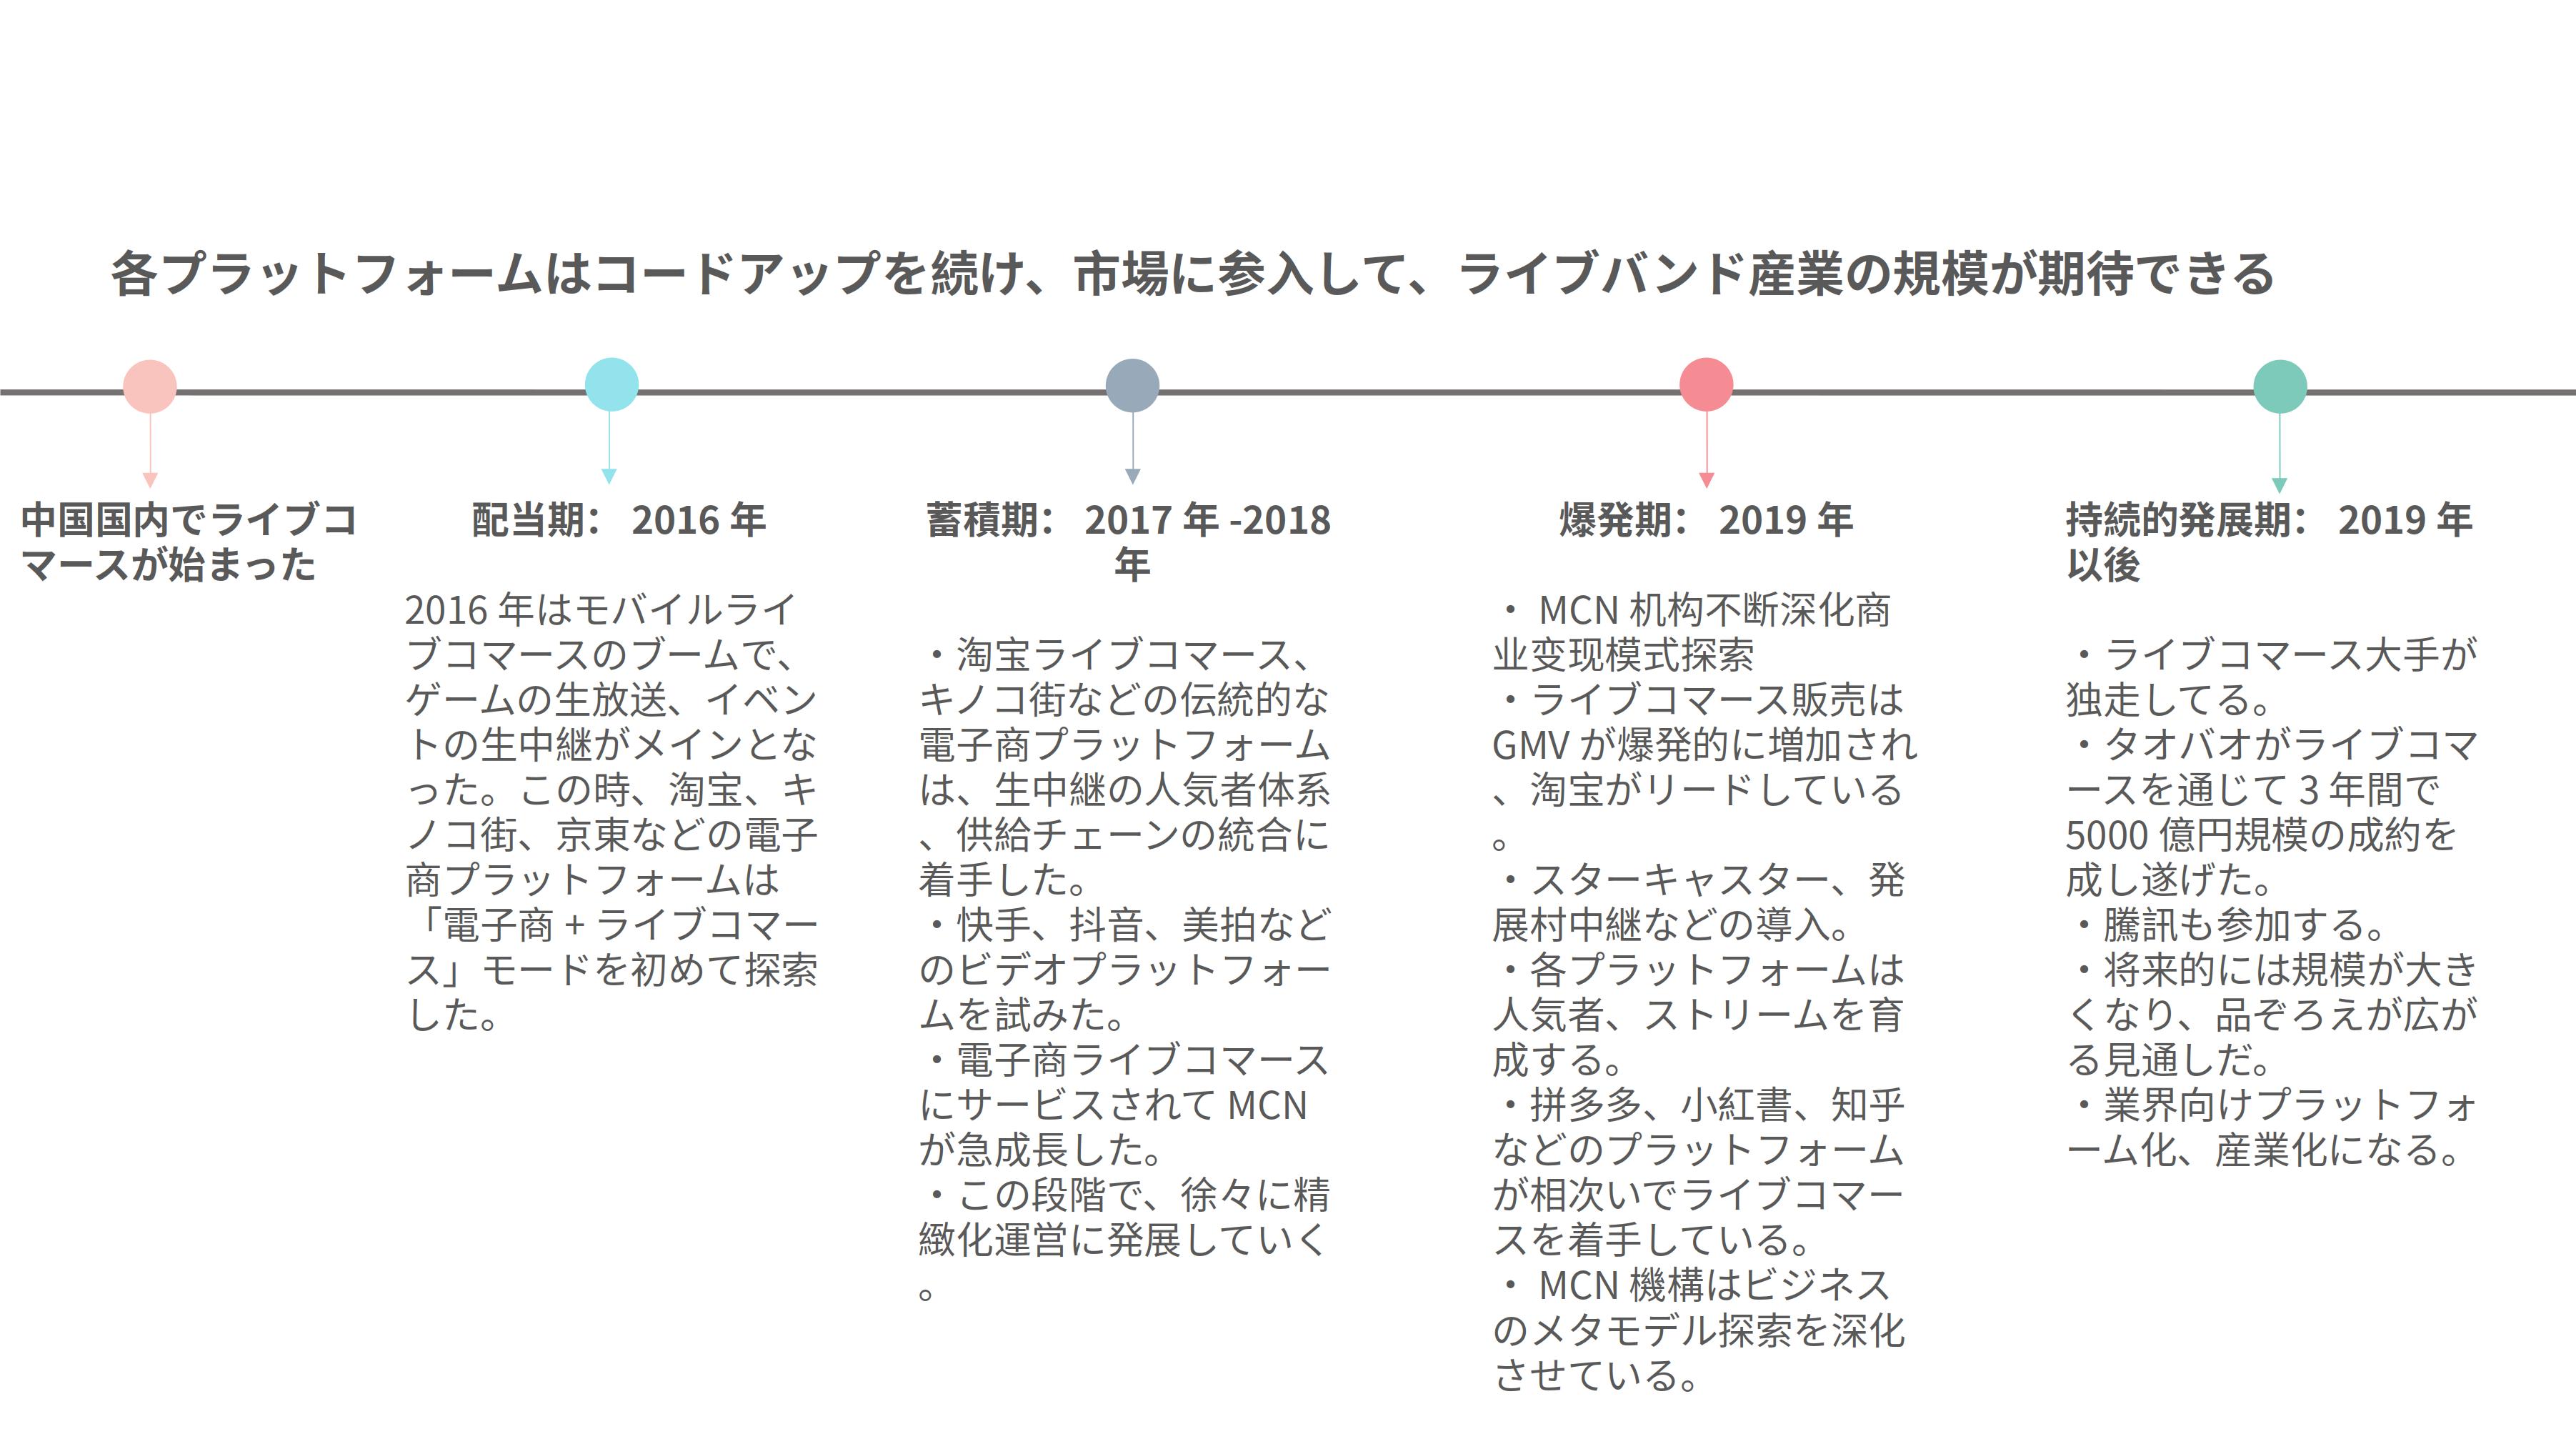 各プラットフォームはコードアップを続け、市場に参入して、ライブバンド産業の規模が期待できる
中国国内でライブコ
マースが始まった
配当期： 2016 年
2016 年はモバイルライ
ブコマースのブームで、
ゲームの生放送、イベン
トの生中継がメインとな
った。この時、淘宝、キ
ノコ街、京東などの電子
商プラットフォームは
「電子商 + ライブコマー
ス」モードを初めて探索
した。
蓄積期： 2017 年 -2018
年
・淘宝ライブコマース、
キノコ街などの伝統的な
電子商プラットフォーム
は、生中継の人気者体系
、供給チェーンの統合に
着手した。
・快手、抖音、美拍など
のビデオプラットフォー
ムを試みた。
・電子商ライブコマース
にサービスされて MCN
が急成長した。
・この段階で、徐々に精
緻化運営に発展していく
。
爆発期： 2019 年
・ MCN 机构不断深化商
业变现模式探索
・ライブコマース販売は
GMV が爆発的に増加され
、淘宝がリードしている
。
・スターキャスター、発
展村中継などの導入。
・各プラットフォームは
人気者、ストリームを育
成する。
・拼多多、小紅書、知乎
などのプラットフォーム
が相次いでライブコマー
スを着手している。
・ MCN 機構はビジネス
のメタモデル探索を深化
させている。
持続的発展期： 2019 年
以後
・ライブコマース大手が
独走してる。
・タオバオがライブコマ
ースを通じて 3 年間で
5000 億円規模の成約を
成し遂げた。
・騰訊も参加する。
・将来的には規模が大き
くなり、品ぞろえが広が
る見通しだ。
・業界向けプラットフォ
ーム化、産業化になる。